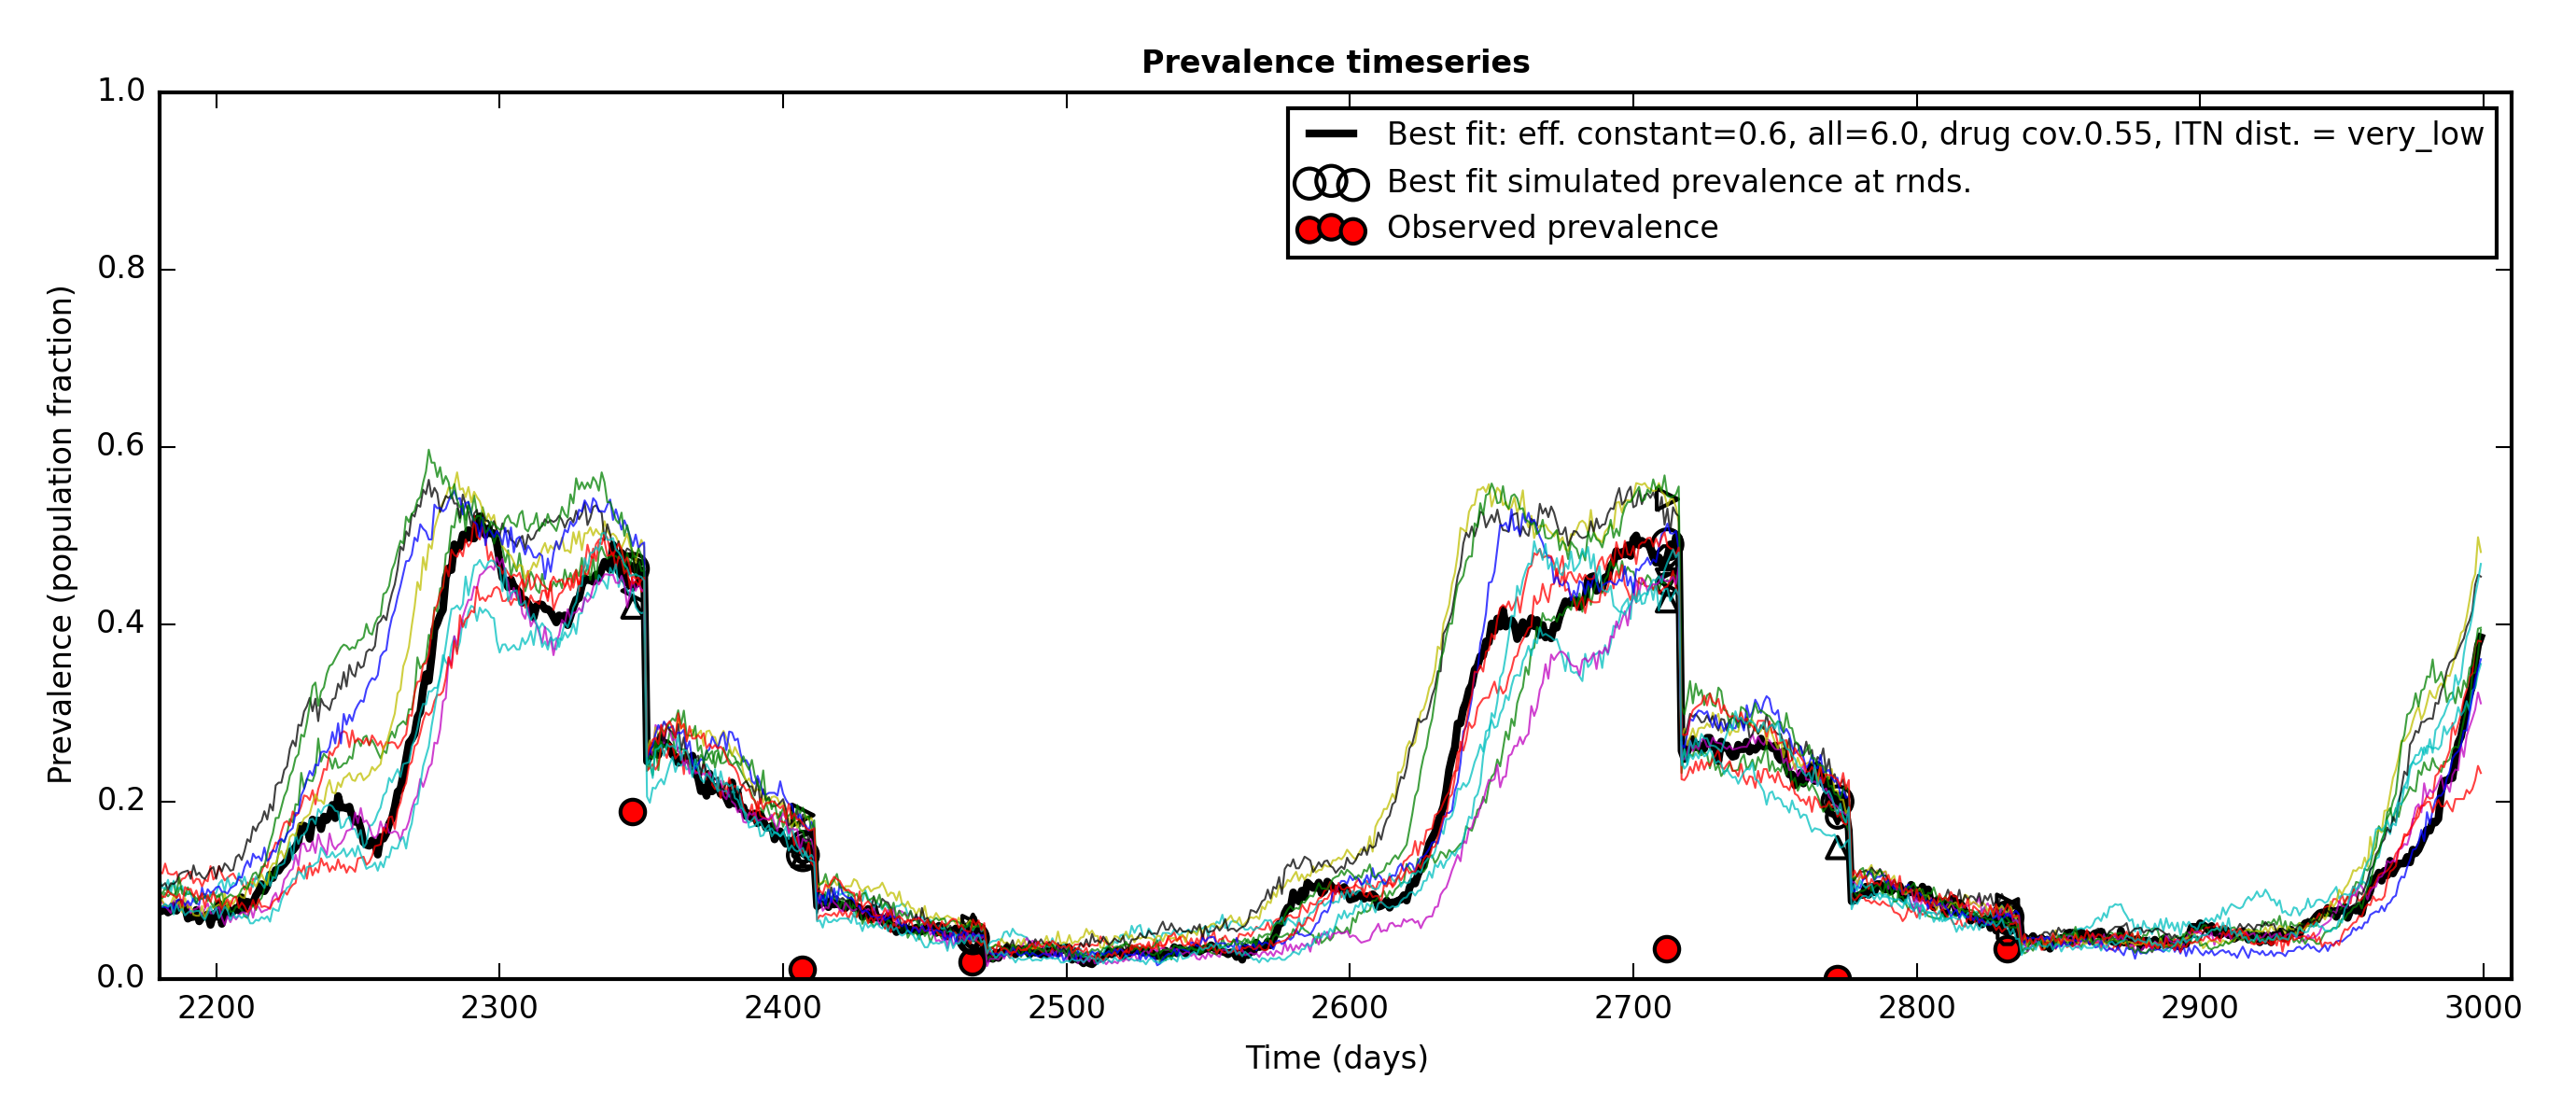 Prevalence timeseries
Best fit: eff. constant=0.6, all=6.0, drug cov.0.55, ITN dist. = very_low
Best fit simulated prevalence at rnds.
Observed prevalence
Prevalence (population fraction)
1.0
0.8
0.6
0.4
0.2
0.0
2200 2300 2400 2500 2600 2700 2800 2900 3000
Time (days)